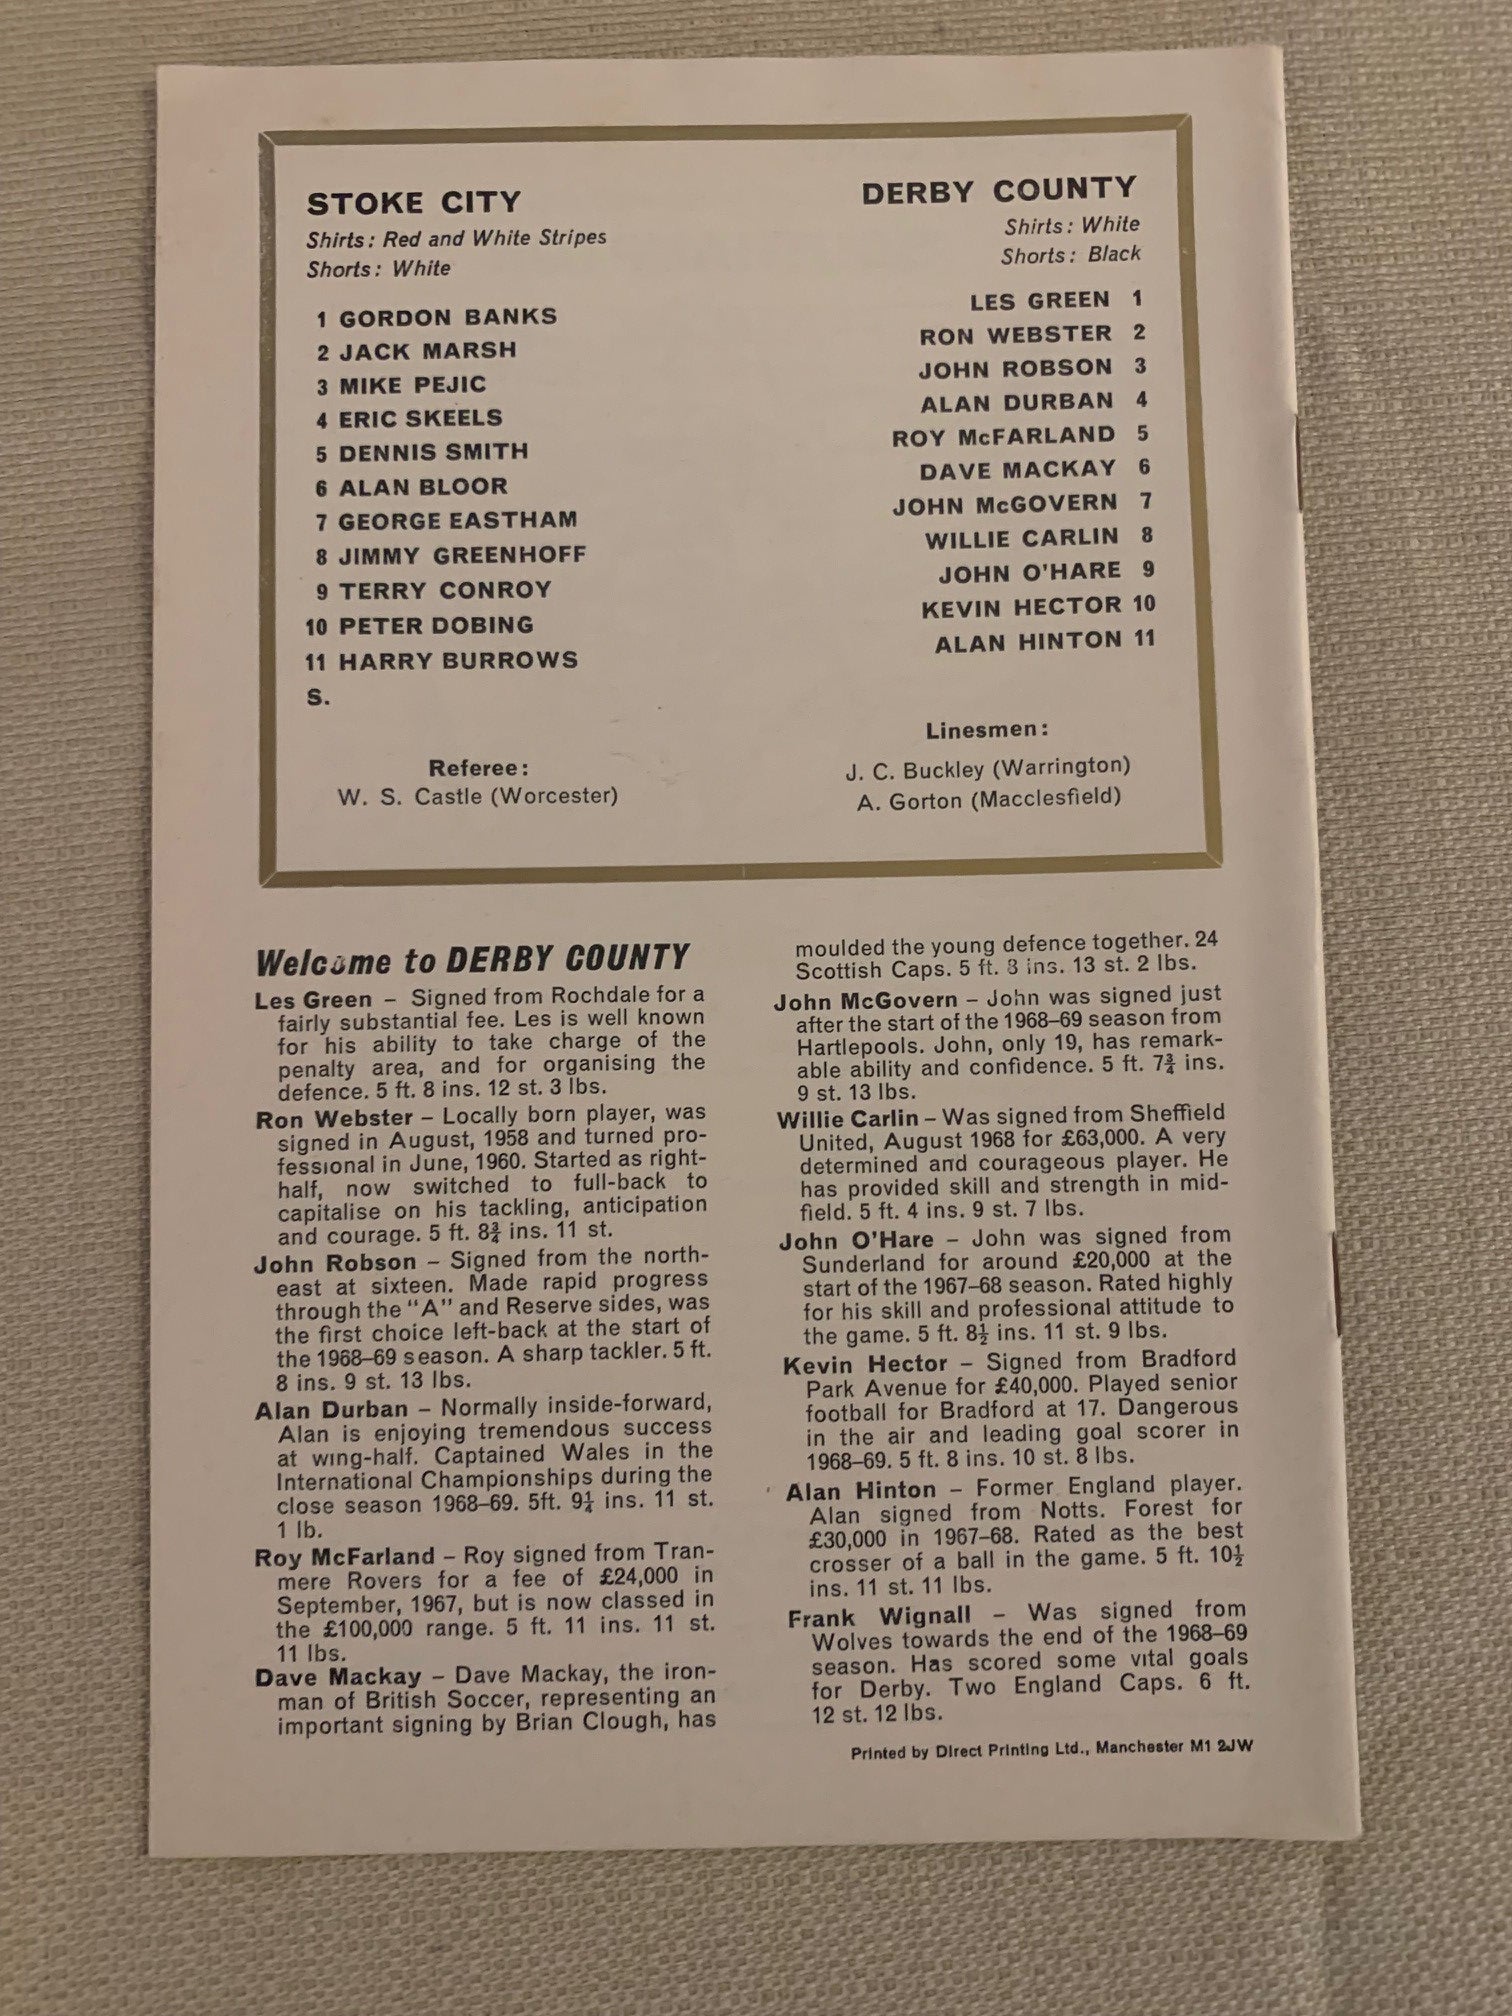 STOKE CITY
Shirts: Red and White Stripes
Shorts: White
1 GORDON BANKS
2 JACK MARSH
3 MIKE PEJIC
4 ERIC SKEELS
5 DENNIS SMITH
6 ALAN BLOOR
7 GEORGE EASTHAM
8 JIMMY GREENHOFF
9 TERRY CONROY
10 PETER DOBING
11 HARRY BURROWS
S.
Referee:
W. S. Castle (Worcester)
DERBY COUNTY
Shirts: White
Shorts: Black
LES GREEN 1
RON WEBSTER 2
JOHN ROBSON 3
ALAN DURBAN 4
ROY McFARLAND 5
DAVE MACKAY 6
JOHN McGOVERN 7
WILLIE CARLIN 8
JOHN O'HARE 9
KEVIN HECTOR 10
ALAN HINTON 11
Linesmen:
J. C. Buckley (Warrington)
A. Gorton (Macclesfield)
Welcome to DERBY COUNTY
Les Green – Signed from Rochdale for a
fairly substantial fee. Les is well known
for his ability to take charge of the
penalty area, and for organising the
defence. 5 ft. 8 ins. 12 st. 3 lbs.
Ron Webster – Locally born player, was
signed in August, 1958 and turned pro-
fessional in June, 1960. Started as right-
half, now switched to full-back to
capitalise on his tackling, anticipation
and courage. 5 ft. 8¾ ins. 11 st.
John Robson – Signed from the north-
east at sixteen. Made rapid progress
through the "A" and Reserve sides, was
the first choice left-back at the start of
the 1968–69 season. A sharp tackler. 5 ft.
8 ins. 9 st. 13 lbs.
Alan Durban – Normally inside-forward,
Alan is enjoying tremendous success
at wing-half. Captained Wales in the
International Championships during the
close season 1968–69. 5ft. 9¼ ins. 11 st.
1 lb.
Roy McFarland – Roy signed from Tran-
mere Rovers for a fee of £24,000 in
September, 1967, but is now classed in
the £100,000 range. 5 ft. 11 ins. 11 st.
11 lbs.
Dave Mackay – Dave Mackay, the iron-
man of British Soccer, representing an
important signing by Brian Clough, has
moulded the young defence together. 24
Scottish Caps. 5 ft. 8 ins. 13 st. 2 lbs.
John McGovern – John was signed just
after the start of the 1968–69 season from
Hartlepools. John, only 19, has remark-
able ability and confidence. 5 ft. 7¾ ins.
9 st. 13 lbs.
Willie Carlin – Was signed from Sheffield
United, August 1968 for £63,000. A very
determined and courageous player. He
has provided skill and strength in mid-
field. 5 ft. 4 ins. 9 st. 7 lbs.
John O'Hare – John was signed from
Sunderland for around £20,000 at the
start of the 1967–68 season. Rated highly
for his skill and professional attitude to
the game. 5 ft. 8½ ins. 11 st. 9 lbs.
Kevin Hector – Signed from Bradford
Park Avenue for £40,000. Played senior
football for Bradford at 17. Dangerous
in the air and leading goal scorer in
1968–69. 5 ft. 8 ins. 10 st. 8 lbs.
Alan Hinton – Former England player.
Alan signed from Notts. Forest for
£30,000 in 1967–68. Rated as the best
crosser of a ball in the game. 5 ft. 10½
ins. 11 st. 11 lbs.
Frank Wignall – Was signed from
Wolves towards the end of the 1968–69
season. Has scored some vital goals
for Derby. Two England Caps. 6 ft.
12 st. 12 lbs.
Printed by Direct Printing Ltd., Manchester M1 2JW